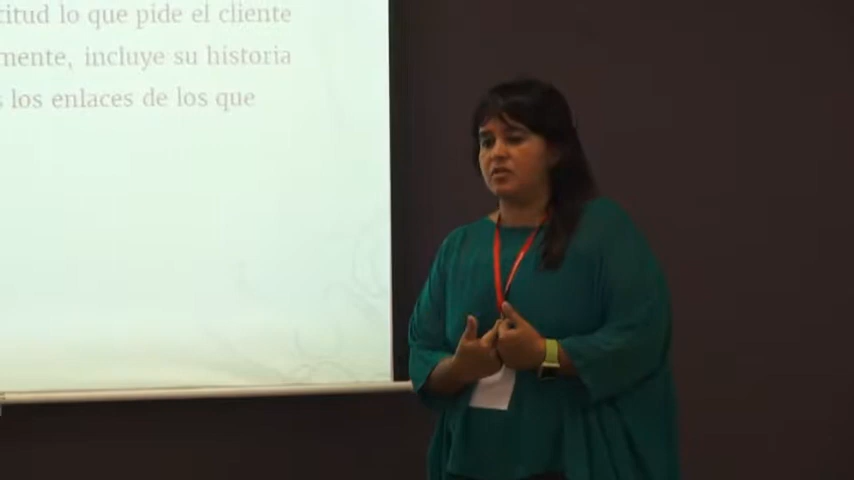 titud lo que pide el cliente
mente, incluye su historia
s los enlaces de los que